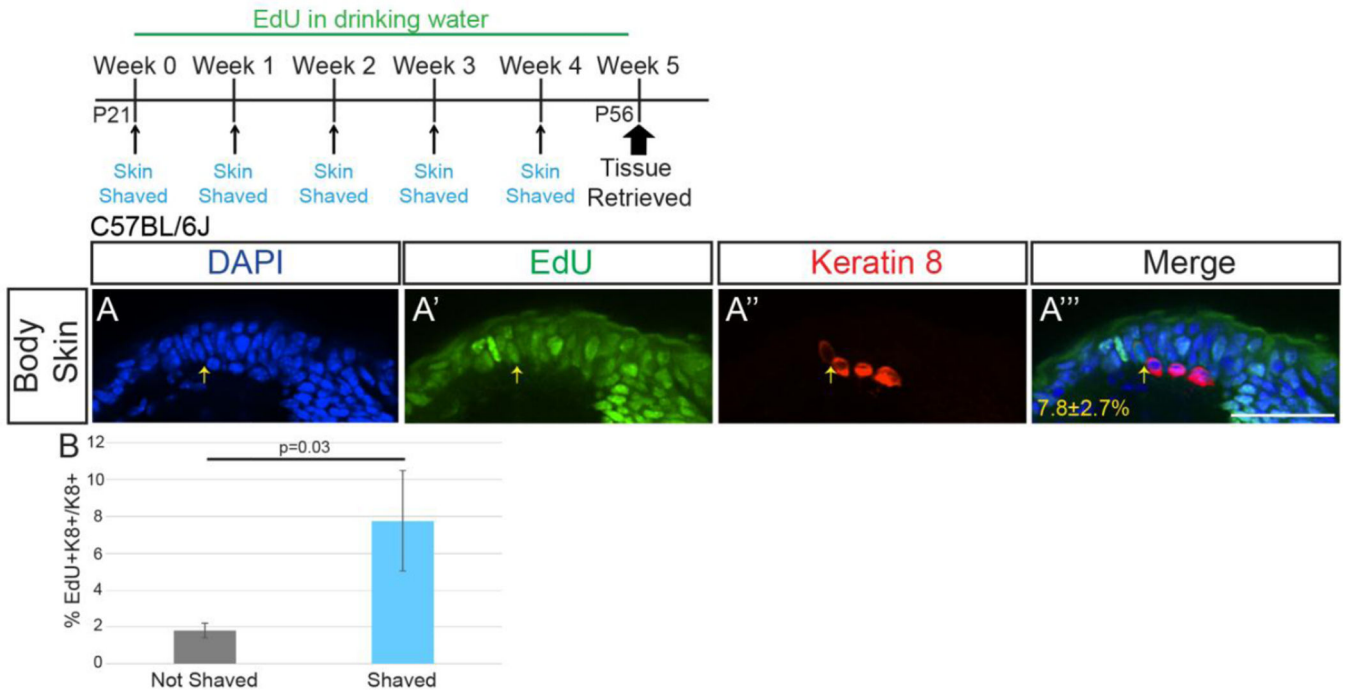 EdU in drinking water
Week 0 Week 1 Week 2 Week 3 Week 4 Week 5
P21 P56
Skin Shaved Skin Shaved Skin Shaved Skin Shaved Skin Shaved Tissue Retrieved
C57BL/6J
DAPI EdU Keratin 8 Merge
Body Skin
A A' A'' A'''
7.8±2.7%
B
% EdU+K8+/K8+
12
p=0.03
10
8
6
4
2
0
Not Shaved Shaved